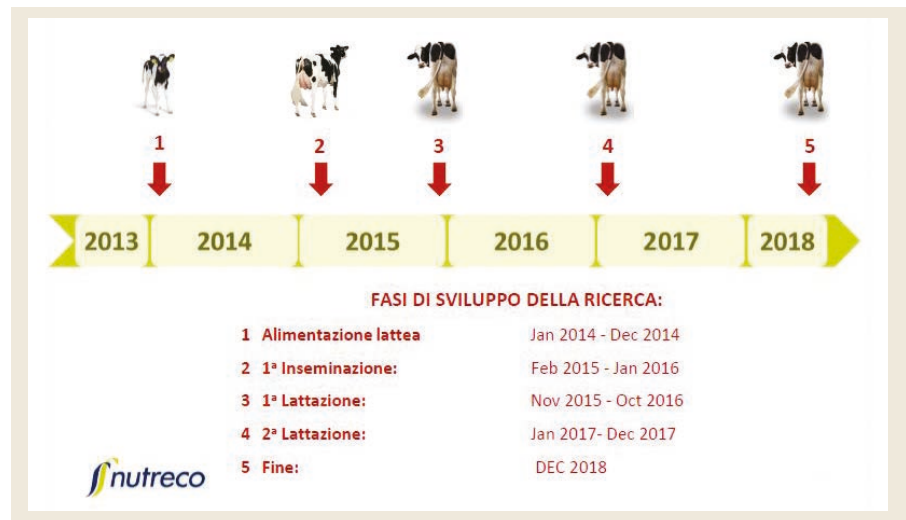 1 2 3 4 5
2013 2014 2015 2016 2017 2018
FASI DI SVILUPPO DELLA RICERCA:
1 Alimentazione lattea Jan 2014 - Dec 2014
2 1ª Inseminazione: Feb 2015 - Jan 2016
3 1ª Lattazione: Nov 2015 - Oct 2016
4 2ª Lattazione: Jan 2017- Dec 2017
5 Fine: DEC 2018
nutreco